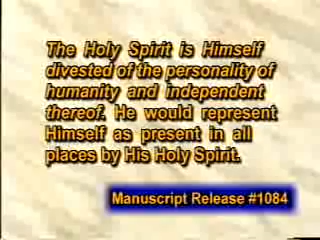 The Holy Spirit is Himself
divested of the personality of
humanity and independent
thereof. He would represent
Himself as present in all
places by His Holy Spirit.
Manuscript Release #1084